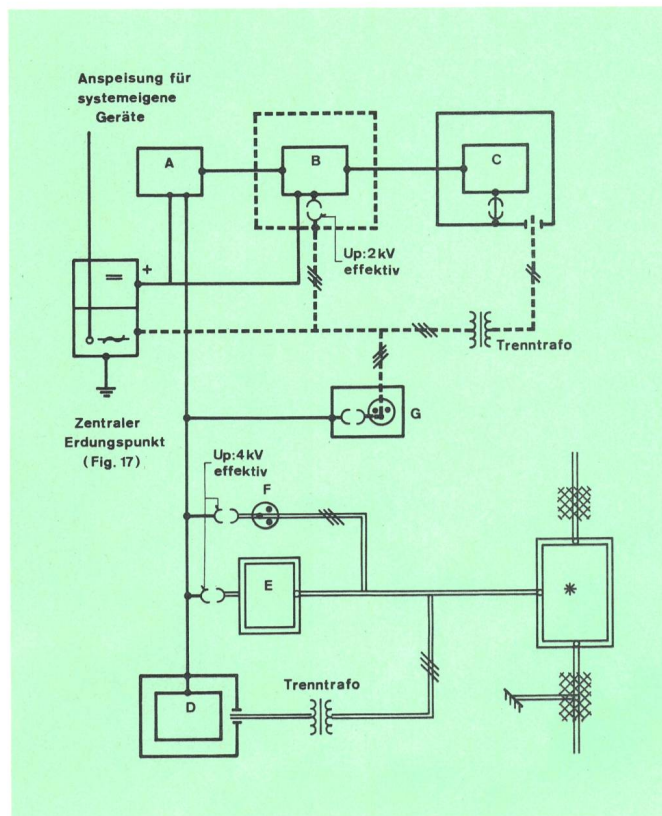 Anspeisung für
systemeigene
Geräte
A
B
C
Up:2kV
effektiv
+
Trenntrafo
G
Zentraler
Erdungspunkt
(Fig. 17)
Up:4kV
effektiv
F
E
*
Trenntrafo
D